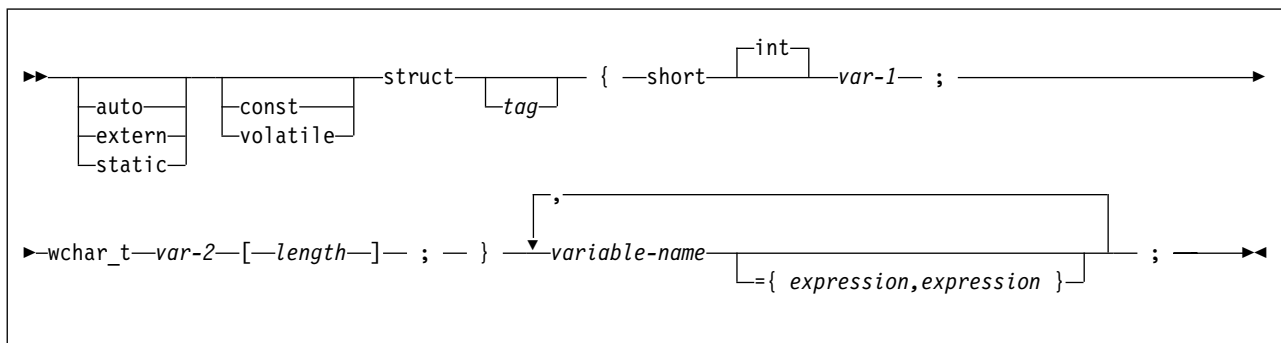 int
struct { short var-1 ;
auto const tag
extern volatile
static
,
wchar_t var-2 [ length ] ; } variable-name ;
={ expression,expression }